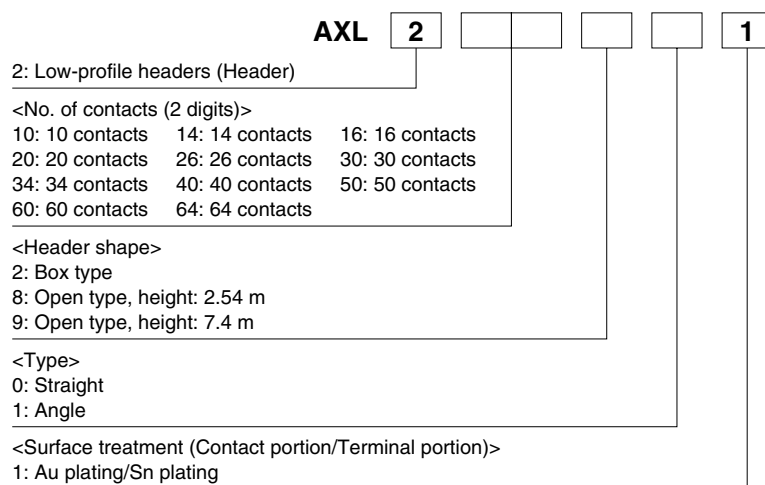 AXL 2 1
2: Low-profile headers (Header)
<No. of contacts (2 digits)>
10: 10 contacts 14: 14 contacts 16: 16 contacts
20: 20 contacts 26: 26 contacts 30: 30 contacts
34: 34 contacts 40: 40 contacts 50: 50 contacts
60: 60 contacts 64: 64 contacts
<Header shape>
2: Box type
8: Open type, height: 2.54 m
9: Open type, height: 7.4 m
<Type>
0: Straight
1: Angle
<Surface treatment (Contact portion/Terminal portion)>
1: Au plating/Sn plating